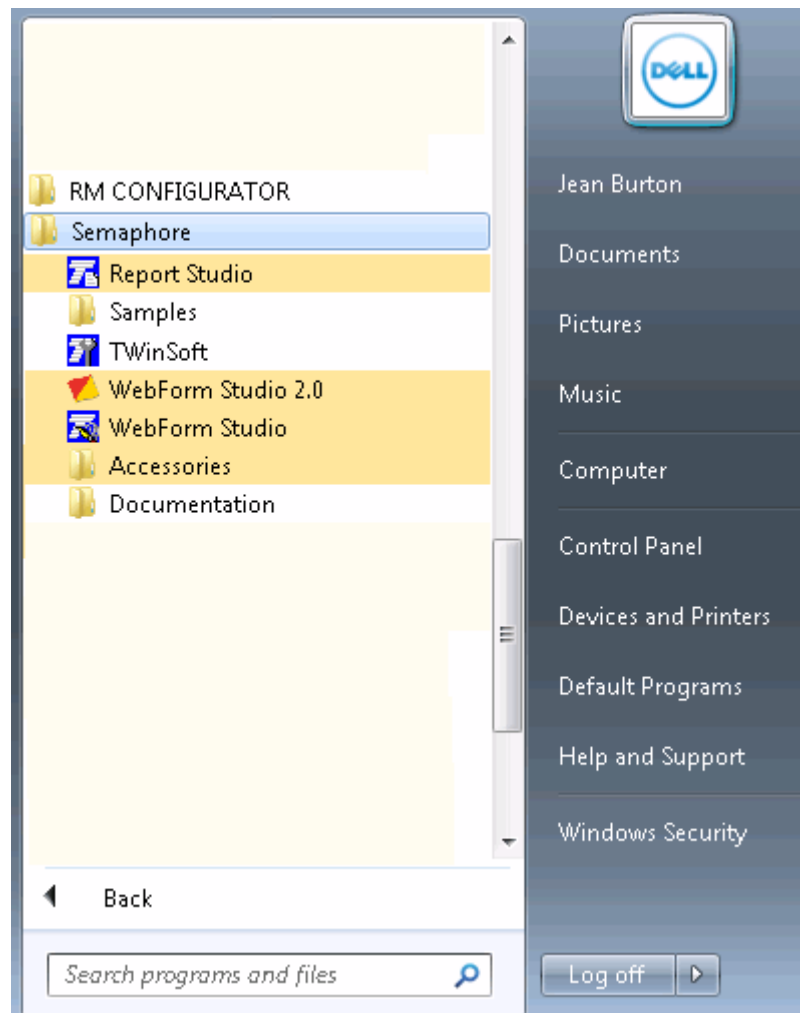 RM CONFIGURATOR
Semaphore
Report Studio
Samples
TWinSoft
WebForm Studio 2.0
WebForm Studio
Accessories
Documentation
Back
Search programs and files
DELL
Jean Burton
Documents
Pictures
Music
Computer
Control Panel
Devices and Printers
Default Programs
Help and Support
Windows Security
Log off